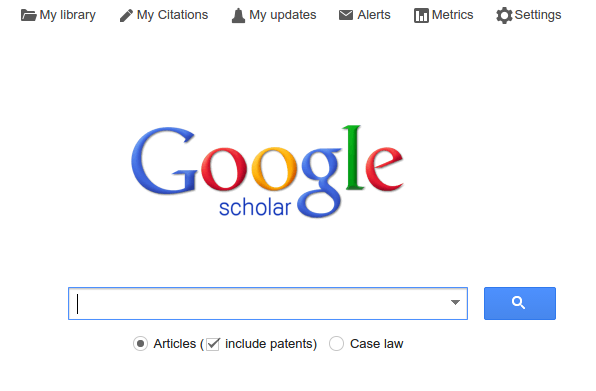 My library My Citations My updates Alerts Metrics Settings
Google
scholar
Articles ( include patents) Case law